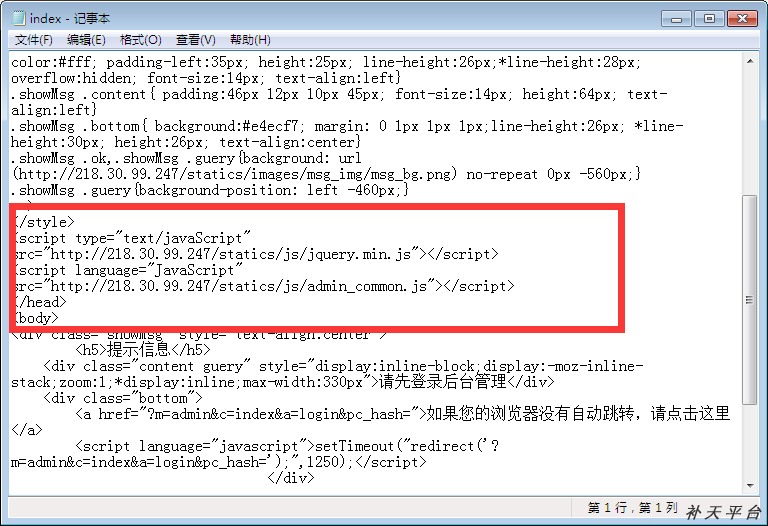 index - 记事本
文件(F) 编辑(E) 格式(O) 查看(V) 帮助(H)
color:#fff; padding-left:35px; height:25px; line-height:26px;*line-height:28px;
overflow:hidden; font-size:14px; text-align:left}
.showMsg .content{ padding:46px 12px 10px 45px; font-size:14px; height:64px; text-
align:left}
.showMsg .bottom{ background:#e4ecf7; margin: 0 1px 1px 1px;line-height:26px; *line-
height:30px; height:26px; text-align:center}
.showMsg .ok,.showMsg .guery{background: url
(http://218.30.99.247/statics/images/msg_img/msg_bg.png) no-repeat 0px -560px;}
.showMsg .guery{background-position: left -460px;}
</style>
<script type="text/javaScript"
src="http://218.30.99.247/statics/js/jquery.min.js"></script>
<script language="JavaScript"
src="http://218.30.99.247/statics/js/admin_common.js"></script>
</head>
<body>
<div class="showMsg" style="text-align:center">
<h5>提示信息</h5>
<div class="content guery" style="display:inline-block;display:-moz-inline-
stack;zoom:1;*display:inline;max-width:330px">请先登录后台管理</div>
<div class="bottom">
<a href="?m=admin&c=index&a=login&pc_hash=">如果您的浏览器没有自动跳转，请点击这里
</a>
<script language="javascript">setTimeout("redirect('?
m=admin&c=index&a=login&pc_hash=');",1250);</script>
</div>
第 1 行，第 1 列
补天平台